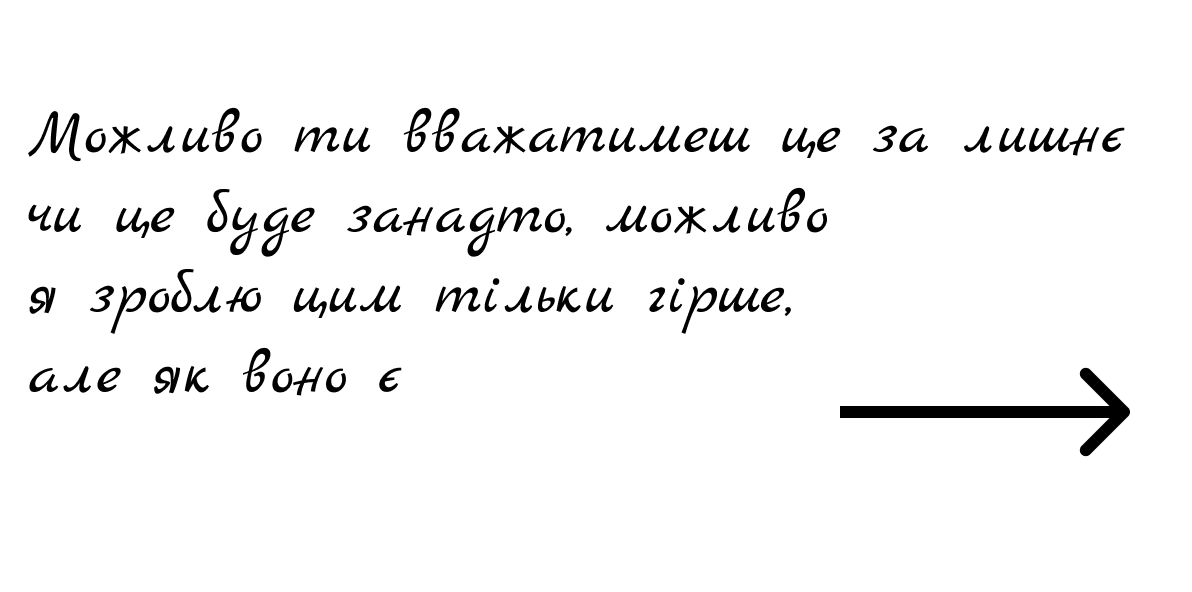 Можливо ти вважатимеш це за лишнє
чи це буде занадто, можливо
я зроблю цим тільки гірше,
але як воно є